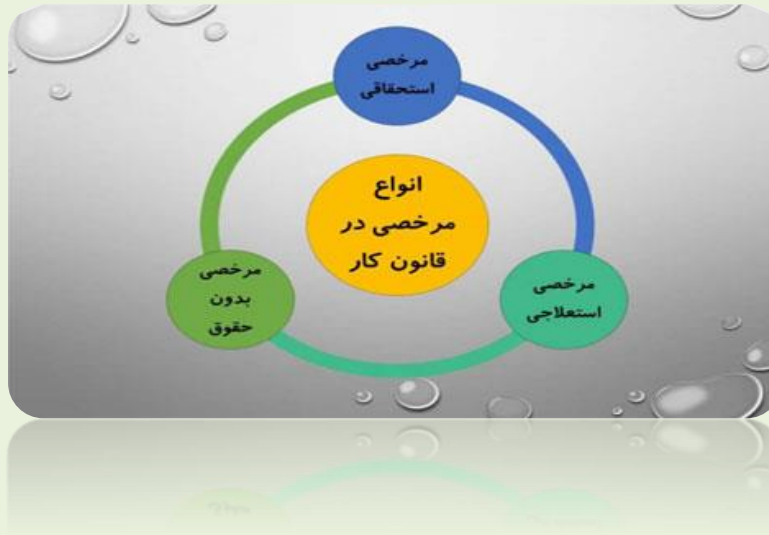 مرخصی
استحقاقی
انواع
مرخصی در
قانون کار
مرخصی
استعلاجی
مرخصی
بدون
حقوق